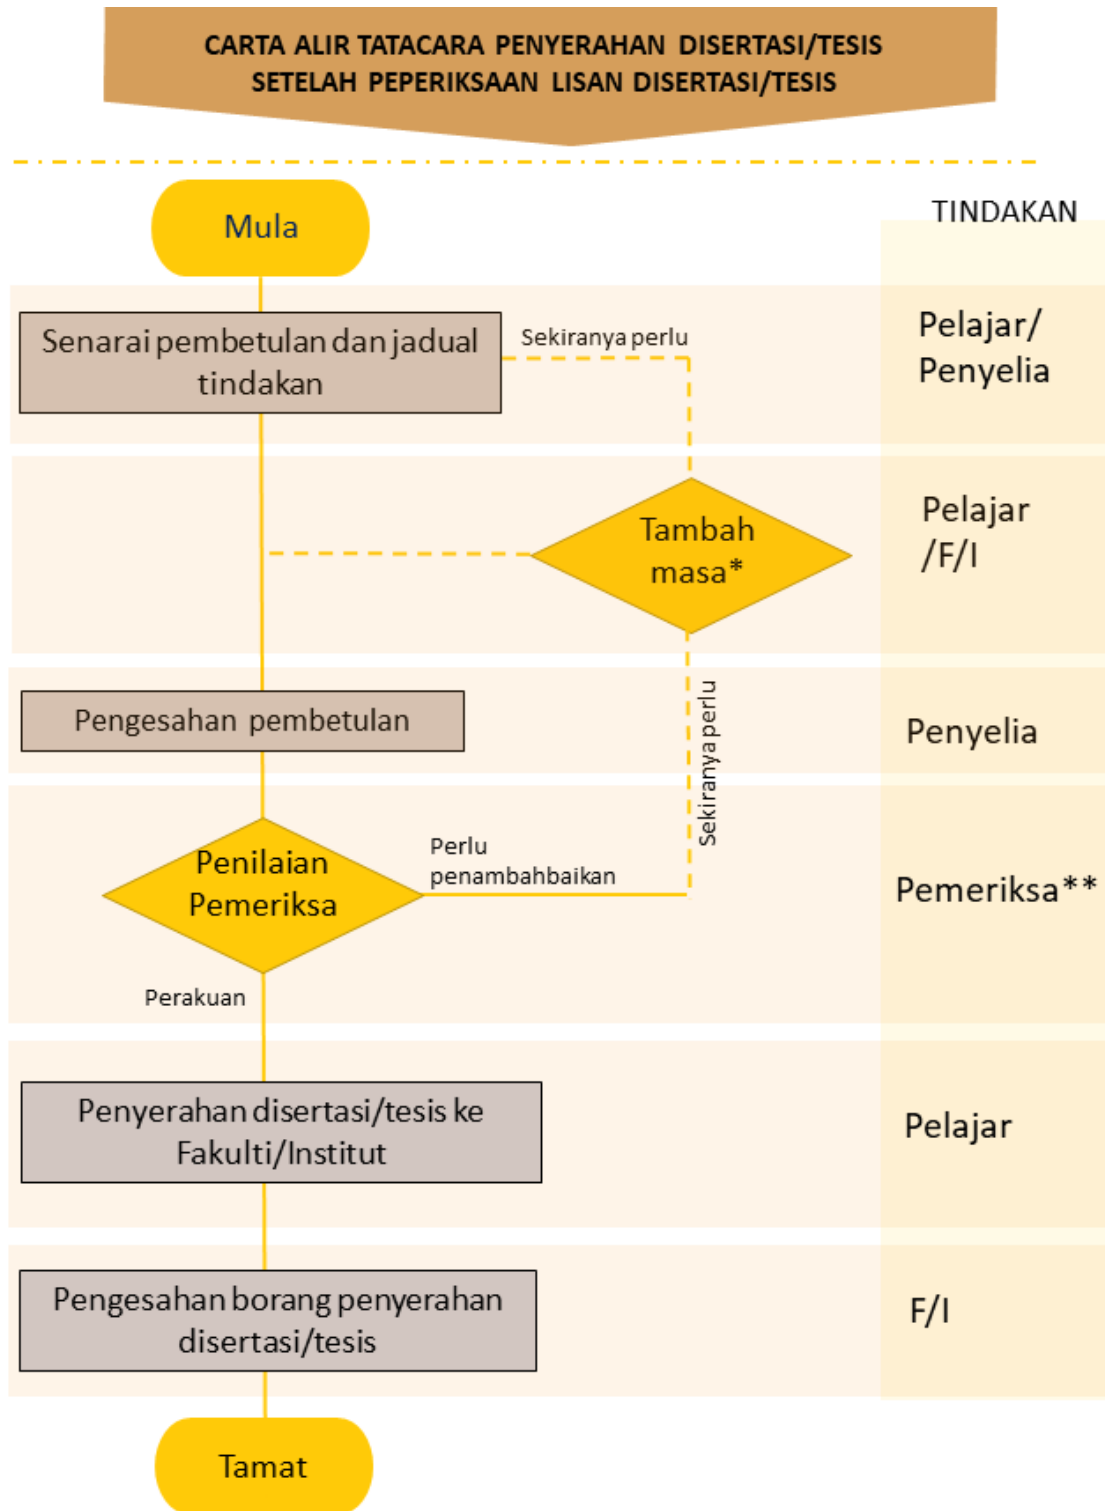 CARTA ALIR TATACARA PENYERAHAN DISERTASI/TESIS
SETELAH PEPERIKSAAN LISAN DISERTASI/TESIS
Mula
TINDAKAN
Senarai pembetulan dan jadual
tindakan
Sekiranya perlu
Pelajar/
Penyelia
Tambah
masa*
Pelajar
/F/I
Pengesahan pembetulan
Sekiranya perlu
Penyelia
Penilaian
Pemeriksa
Perlu
penambahbaikan
Pemeriksa**
Perakuan
Penyerahan disertasi/tesis ke
Fakulti/Institut
Pelajar
Pengesahan borang penyerahan
disertasi/tesis
F/I
Tamat